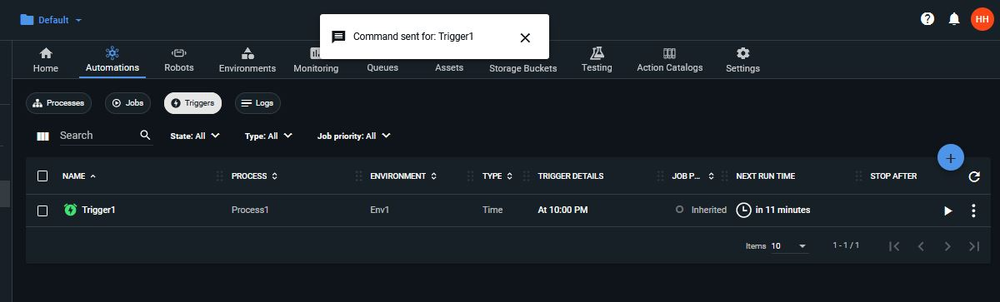 Default
Command sent for: Trigger1
HH
Home
Automations
Robots
Environments
Monitoring
Queues
Assets
Storage Buckets
Testing
Action Catalogs
Settings
Processes
Jobs
Triggers
Logs
Search
State: All
Type: All
Job priority: All
NAME PROCESS ENVIRONMENT TYPE TRIGGER DETAILS JOB P... NEXT RUN TIME STOP AFTER
Trigger1 Process1 Env1 Time At 10:00 PM Inherited in 11 minutes
Items 10 1 - 1 / 1